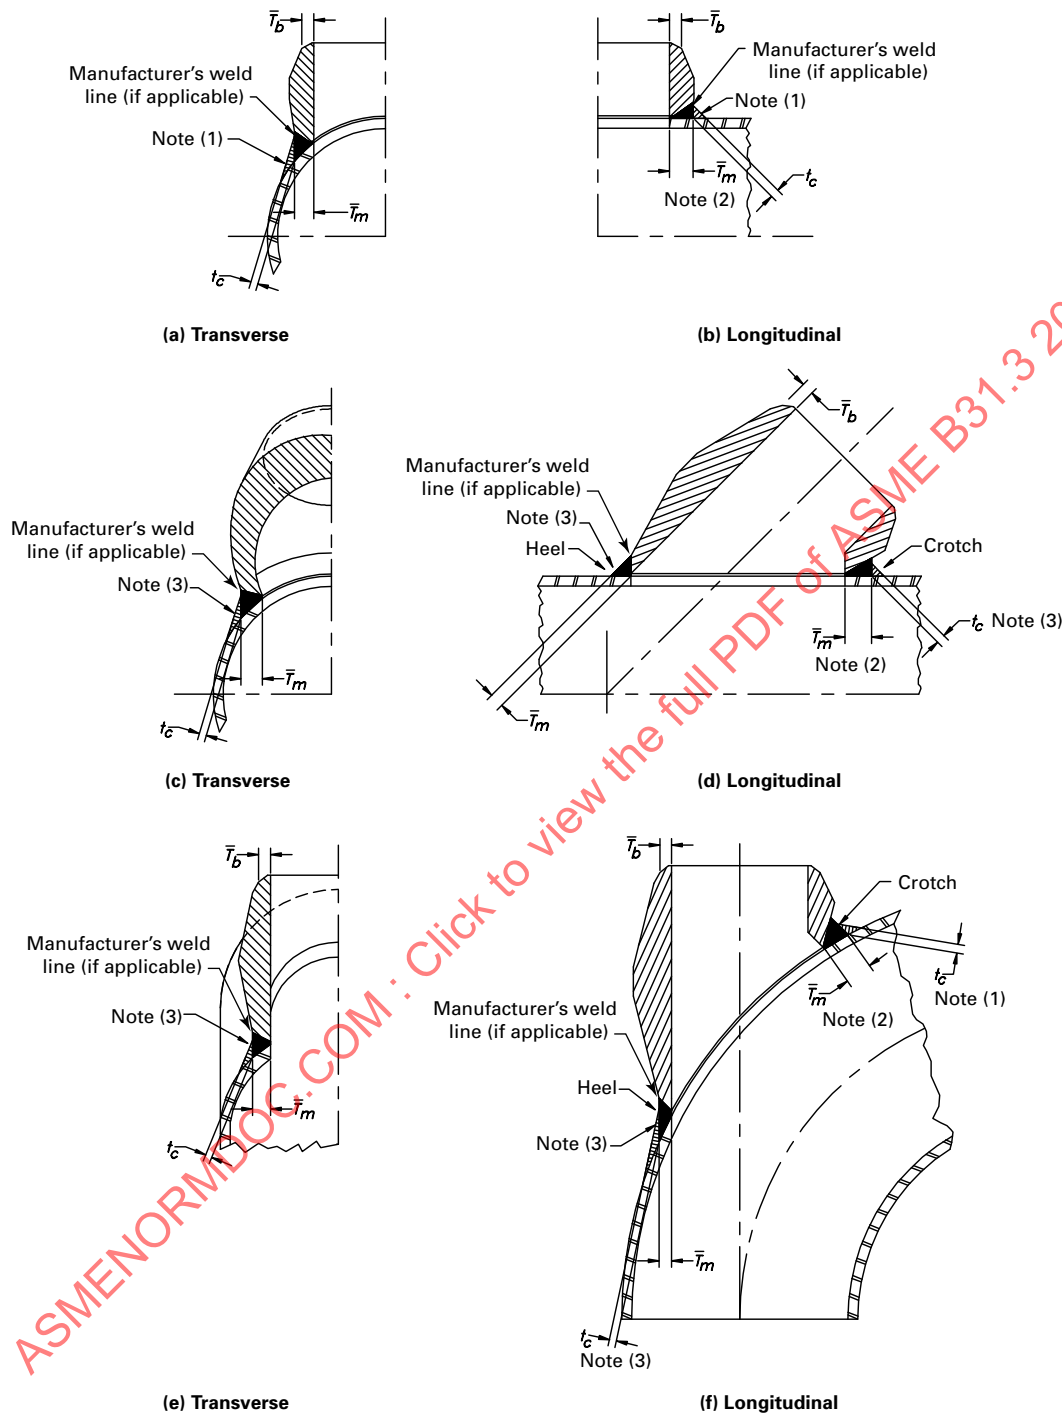 T̅b
Manufacturer's weld
line (if applicable)
Note (1)
T̅m
tc
(a) Transverse
T̅b
Manufacturer's weld
line (if applicable)
Note (1)
T̅m
Note (2)
tc
(b) Longitudinal
Manufacturer's weld
line (if applicable)
Note (3)
T̅m
tc
(c) Transverse
T̅b
Manufacturer's weld
line (if applicable)
Note (3)
Heel
Crotch
tc Note (3)
T̅m
Note (2)
T̅m
(d) Longitudinal
T̅b
Manufacturer's weld
line (if applicable)
Note (3)
T̅m
tc
(e) Transverse
T̅b
Crotch
tc
Note (1)
T̅m
Note (2)
Manufacturer's weld
line (if applicable)
Heel
Note (3)
T̅m
tc
Note (3)
(f) Longitudinal
ASMENORMDOC.COM : Click to view the full PDF of ASME B31.3 20